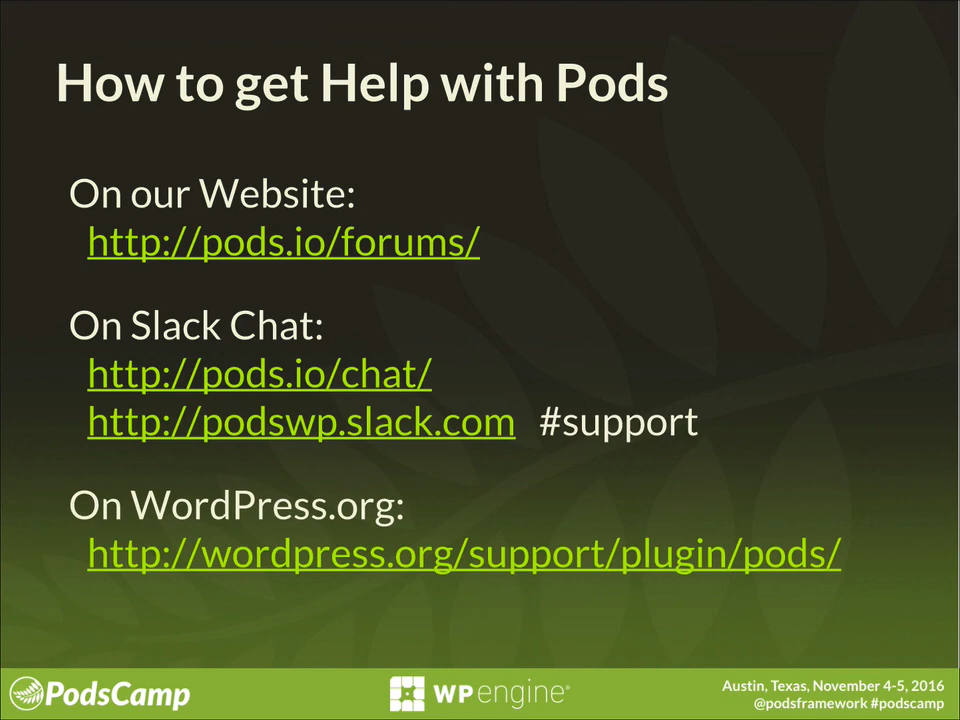 How to get Help with Pods
On our Website:
http://pods.io/forums/
On Slack Chat:
http://pods.io/chat/
http://podswp.slack.com #support
On WordPress.org:
http://wordpress.org/support/plugin/pods/
PodsCamp
WP engine®
Austin, Texas, November 4-5, 2016
@podsframework #podscamp